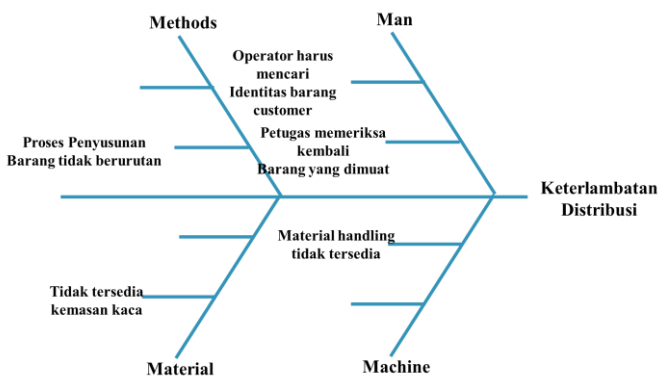 Methods
Man
Operator harus
mencari
Identitas barang
customer
Proses Penyusunan
Barang tidak berurutan
Petugas memeriksa
kembali
Barang yang dimuat
Keterlambatan
Distribusi
Material handling
tidak tersedia
Tidak tersedia
kemasan kaca
Material
Machine